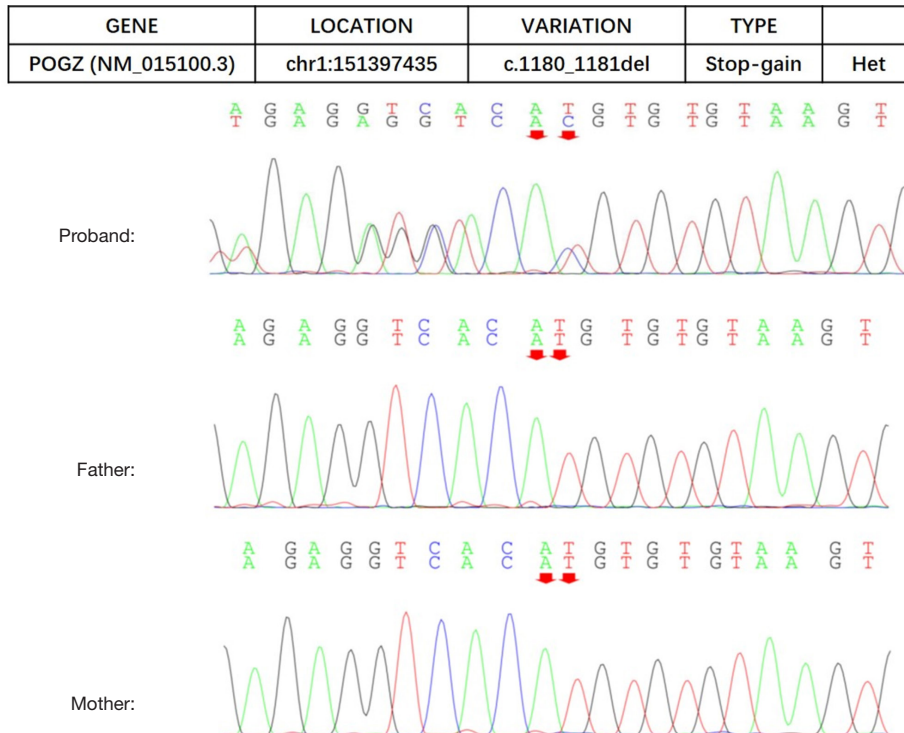 GENE LOCATION VARIATION TYPE
POGZ (NM_015100.3) chr1:151397435 c.1180_1181del Stop-gain Het
A G A G G T C A C A T G T G T G T A A G T
T G A G A G G T C A C G T G T G T A A G T
Proband:
A G A G G T C A C A T G T G T G T A A G T
A G A G G T C A C A T G T G T G T A A G T
Father:
A G A G G T C A C A T G T G T G T A A G T
A G A G G T C A C A T G T G T G T A A G T
Mother: